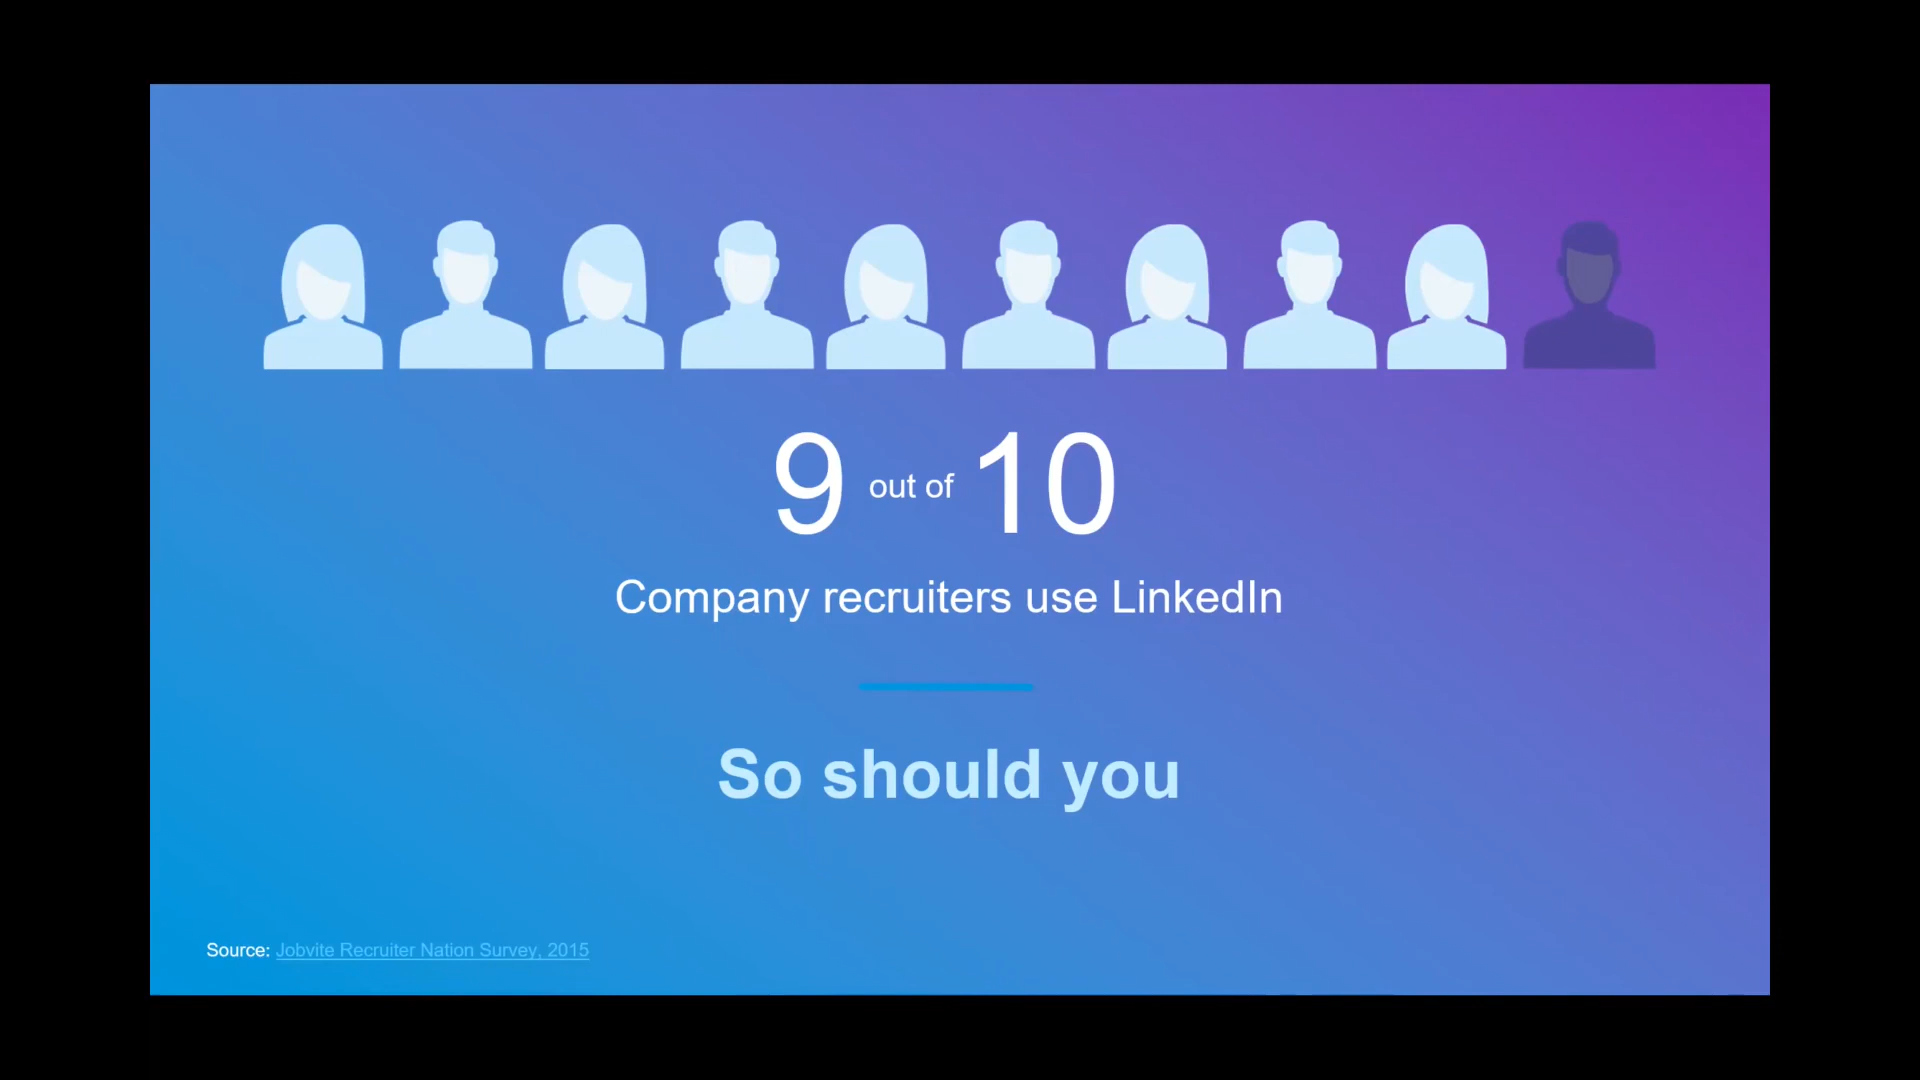 9 out of 10
Company recruiters use LinkedIn
So should you
Source: Jobvite Recruiter Nation Survey, 2015